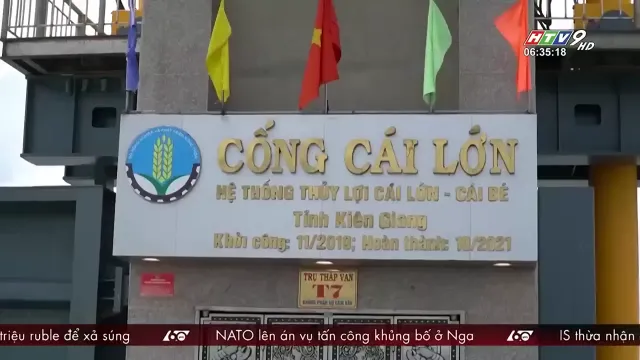 HTV9 HD
06:35:18
CỐNG CÁI LỚN
HỆ THỐNG THỦY LỢI CÁI LỚN - CÁI BÉ
Tỉnh Kiên Giang
Khởi công: 11/2019; Hoàn thành: 10/2021
TRỤ THÁP VAN
T7
triệu ruble để xả súng
60
NATO lên án vụ tấn công khủng bố ở Nga
60
IS thừa nhận